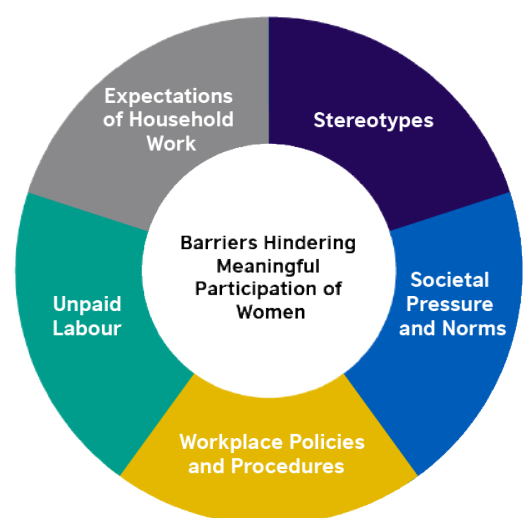 Expectations
of Household
Work
Stereotypes
Barriers Hindering
Meaningful
Participation of
Women
Societal
Pressure
and Norms
Unpaid
Labour
Workplace Policies
and Procedures